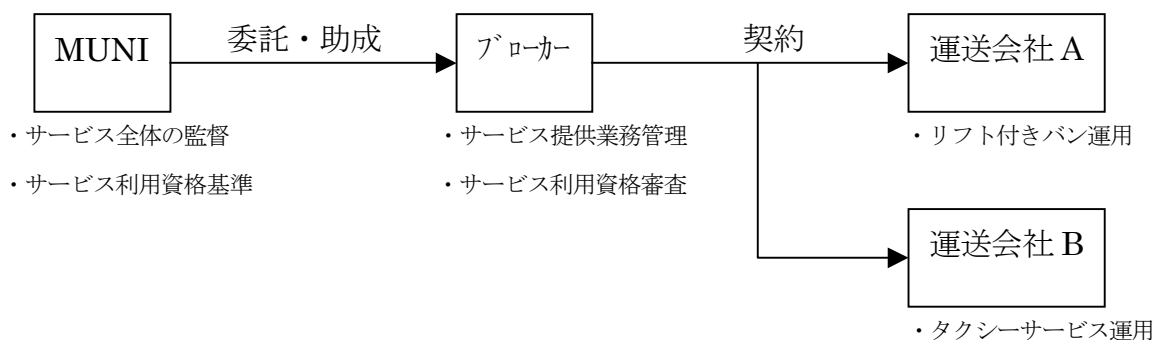 MUNI
委託・助成
ブローカー
契約
運送会社 A
・サービス全体の監督
・サービス利用資格基準
・サービス提供業務管理
・サービス利用資格審査
・リフト付きバン運用
運送会社 B
・タクシーサービス運用